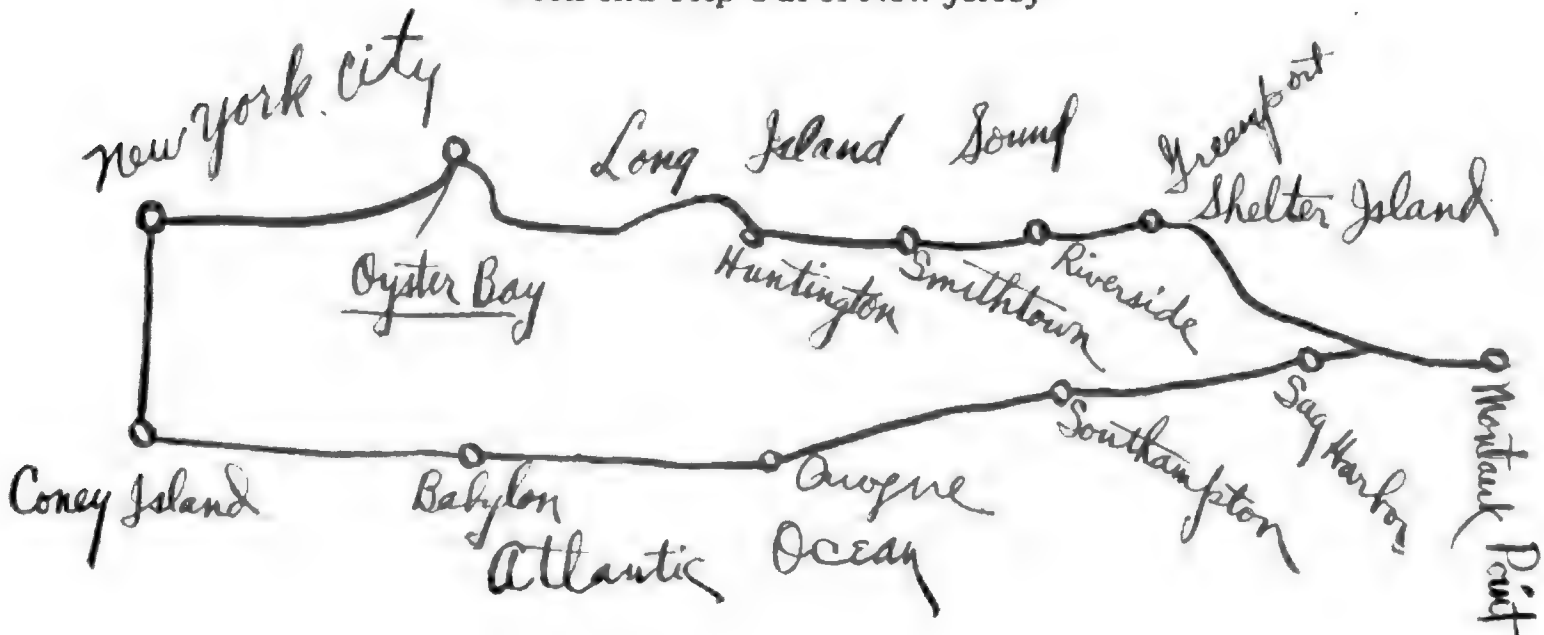 New York City
Long Island Sound
Greenport
Shelter Island
Oyster Bay
Huntington
Smithtown
Riverside
Coney Island
Babylon
Quogue
Southampton
Sag Harbor
Montauk Point
Atlantic Ocean